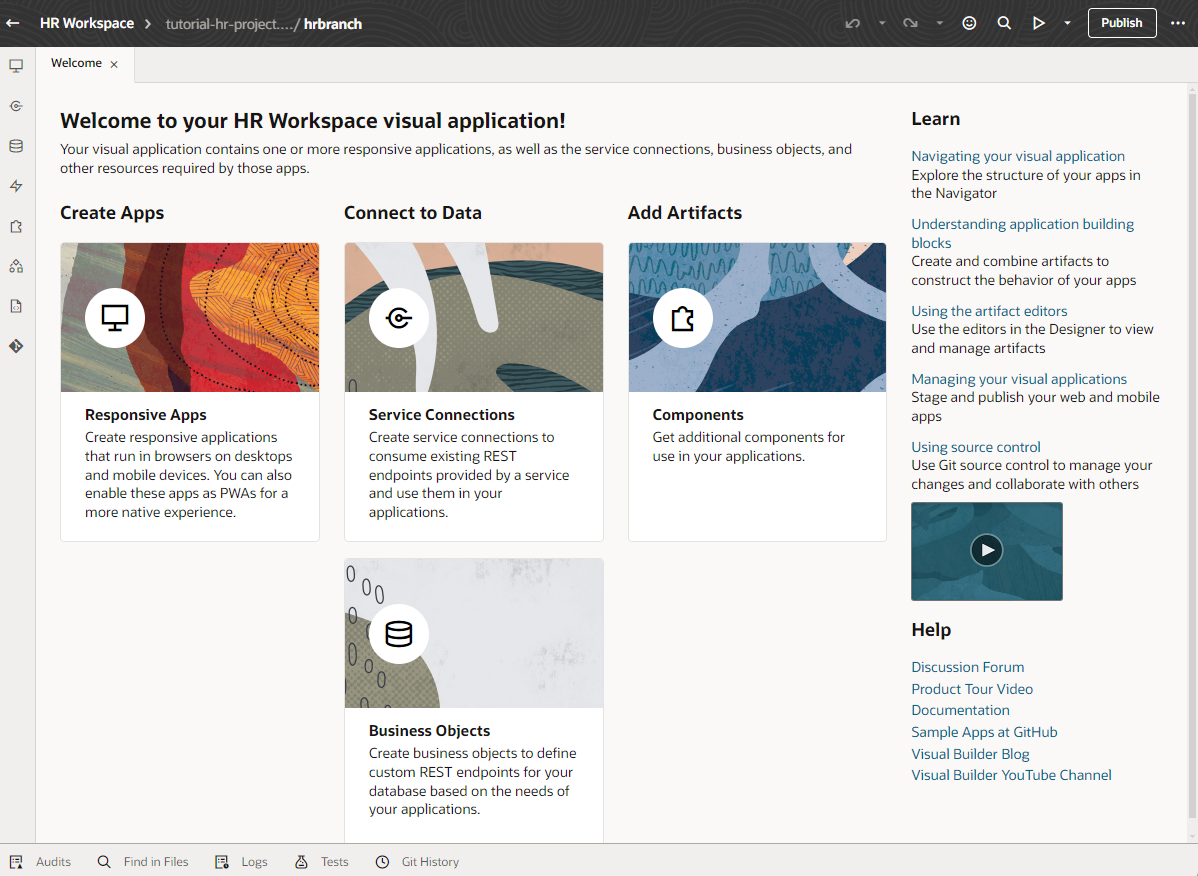 HR Workspace > tutorial-hr-project..../ hrbranch
Publish
Welcome ×
Welcome to your HR Workspace visual application!
Your visual application contains one or more responsive applications, as well as the service connections, business objects, and
other resources required by those apps.
Create Apps
Responsive Apps
Create responsive applications
that run in browsers on desktops
and mobile devices. You can also
enable these apps as PWAs for a
more native experience.
Connect to Data
Service Connections
Create service connections to
consume existing REST
endpoints provided by a service
and use them in your
applications.
Business Objects
Create business objects to define
custom REST endpoints for your
database based on the needs of
your applications.
Add Artifacts
Components
Get additional components for
use in your applications.
Learn
Navigating your visual application
Explore the structure of your apps in
the Navigator
Understanding application building
blocks
Create and combine artifacts to
construct the behavior of your apps
Using the artifact editors
Use the editors in the Designer to view
and manage artifacts
Managing your visual applications
Stage and publish your web and mobile
apps
Using source control
Use Git source control to manage your
changes and collaborate with others
Help
Discussion Forum
Product Tour Video
Documentation
Sample Apps at GitHub
Visual Builder Blog
Visual Builder YouTube Channel
Audits
Find in Files
Logs
Tests
Git History